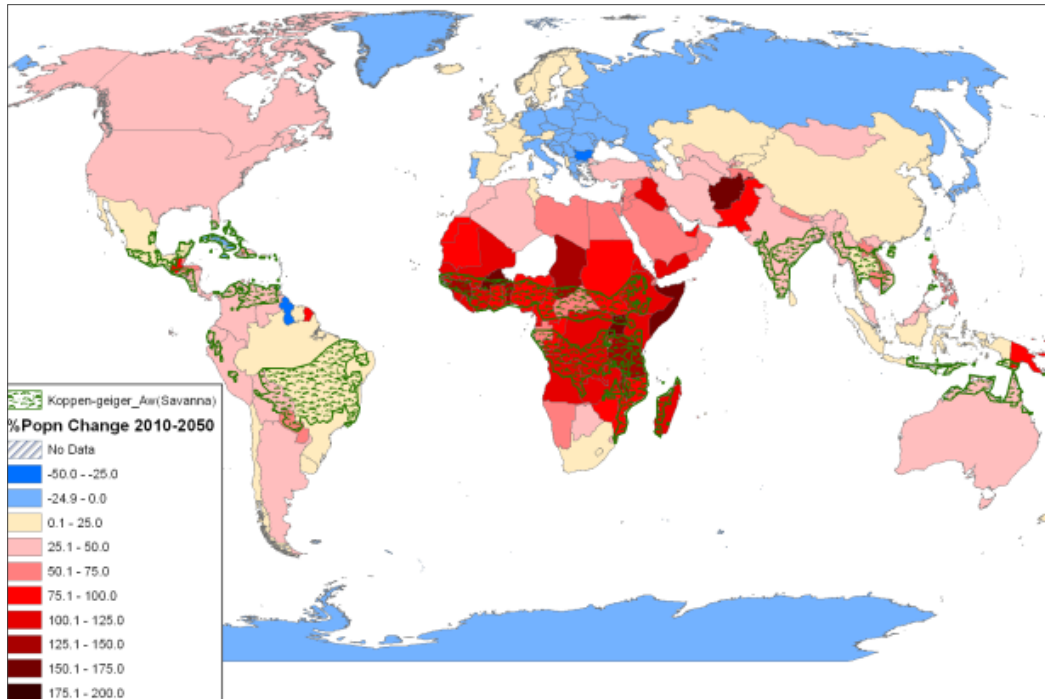 Koppen-geiger_Aw(Savanna)
%Popn Change 2010-2050
No Data
-50.0 - -25.0
-24.9 - 0.0
0.1 - 25.0
25.1 - 50.0
50.1 - 75.0
75.1 - 100.0
100.1 - 125.0
125.1 - 150.0
150.1 - 175.0
175.1 - 200.0